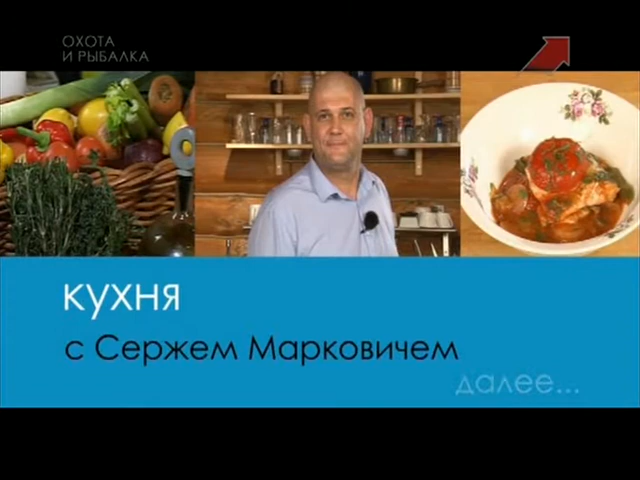 ОХОТА
И РЫБАЛКА
кухня
с Сержем Марковичем
далее...